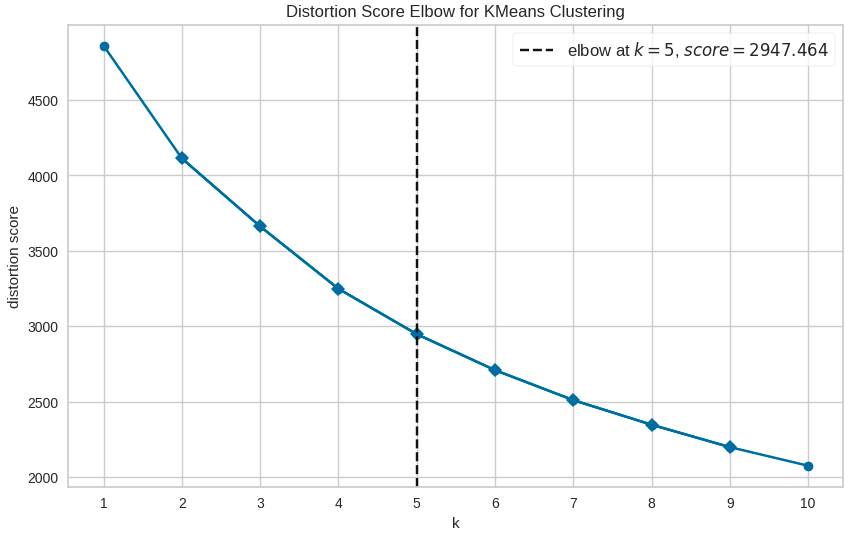 Distortion Score Elbow for KMeans Clustering
elbow at k = 5, score = 2947.464
4500
4000
3500
3000
2500
2000
distortion score
1 2 3 4 5 6 7 8 9 10
k